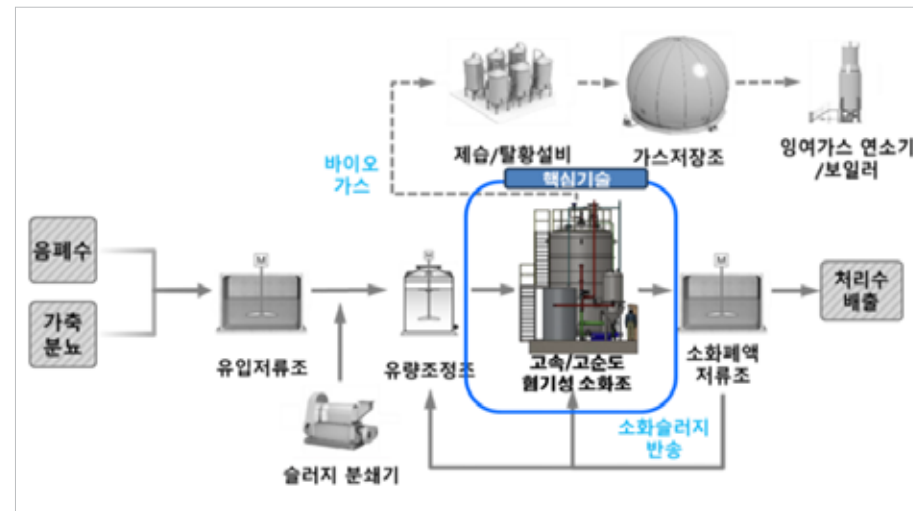 제습/탈황설비
가스저장조
잉여가스 연소기
/보일러
바이오
가스
핵심기술
음폐수
가축
분뇨
M
유입저류조
M
유량조정조
고속/고순도
혐기성 소화조
M
소화폐액
저류조
처리수
배출
슬러지 분쇄기
소화슬러지
반송